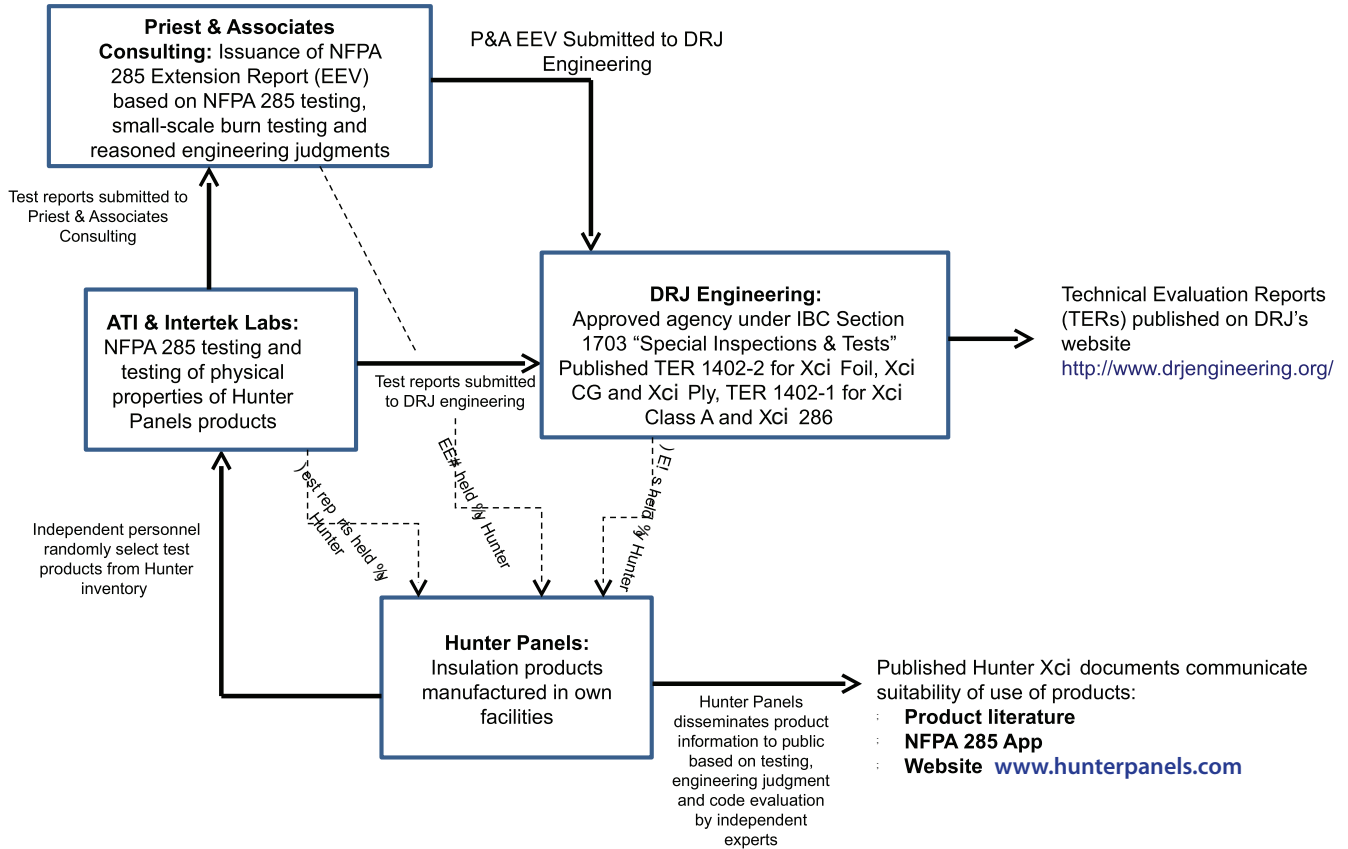 Priest & Associates
Consulting: Issuance of NFPA
285 Extension Report (EEV)
based on NFPA 285 testing,
small-scale burn testing and
reasoned engineering judgments
P&A EEV Submitted to DRJ
Engineering
Test reports submitted to
Priest & Associates
Consulting
ATI & Intertek Labs:
NFPA 285 testing and
testing of physical
properties of Hunter
Panels products
Test reports submitted
to DRJ engineering
DRJ Engineering:
Approved agency under IBC Section
1703 “Special Inspections & Tests”
Published TER 1402-2 for Xci Foil, Xci
CG and Xci Ply, TER 1402-1 for Xci
Class A and Xci 286
Technical Evaluation Reports
(TERs) published on DRJ’s
website
http://www.drjengineering.org/
Independent personnel
randomly select test
products from Hunter
inventory
)est rep rts held %y
Hunter
EE# held %y Hunter
)E!s held %y Hunter
Hunter Panels:
Insulation products
manufactured in own
facilities
Hunter Panels
disseminates product
information to public
based on testing,
engineering judgment
and code evaluation
by independent
experts
Published Hunter Xci documents communicate
suitability of use of products:
; Product literature
; NFPA 285 App
; Website www.hunterpanels.com